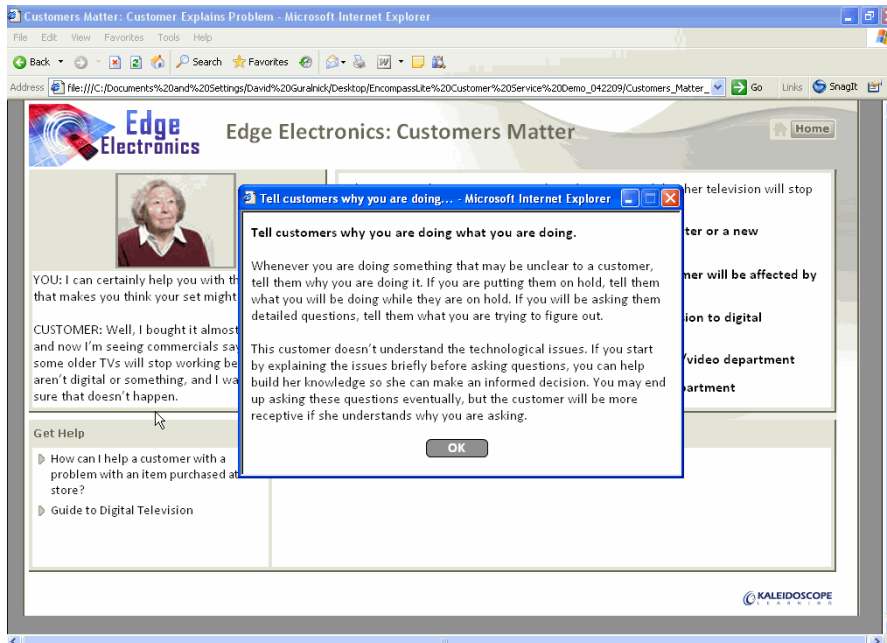 Customers Matter: Customer Explains Problem - Microsoft Internet Explorer
File Edit View Favorites Tools Help
Back Search Favorites
Address file:///C:/Documents%20and%20Settings/David%20Guralnick/Desktop/EncompassLite%20Customer%20Service%20Demo_042209/Customers_Matter_ Go Links SnagIt
Edge
Electronics
Edge Electronics: Customers Matter
Home
YOU: I can certainly help you with th
that makes you think your set might
CUSTOMER: Well, I bought it almost
and now I'm seeing commercials say
some older TVs will stop working be
aren't digital or something, and I wa
sure that doesn't happen.
her television will stop
ter or a new
mer will be affected by
ion to digital
/video department
partment
Tell customers why you are doing... - Microsoft Internet Explorer
Tell customers why you are doing what you are doing.
Whenever you are doing something that may be unclear to a customer,
tell them why you are doing it. If you are putting them on hold, tell them
what you will be doing while they are on hold. If you will be asking them
detailed questions, tell them what you are trying to figure out.
This customer doesn't understand the technological issues. If you start
by explaining the issues briefly before asking questions, you can help
build her knowledge so she can make an informed decision. You may end
up asking these questions eventually, but the customer will be more
receptive if she understands why you are asking.
OK
Get Help
How can I help a customer with a
problem with an item purchased at
store?
Guide to Digital Television
KALEIDOSCOPE
LEARNING